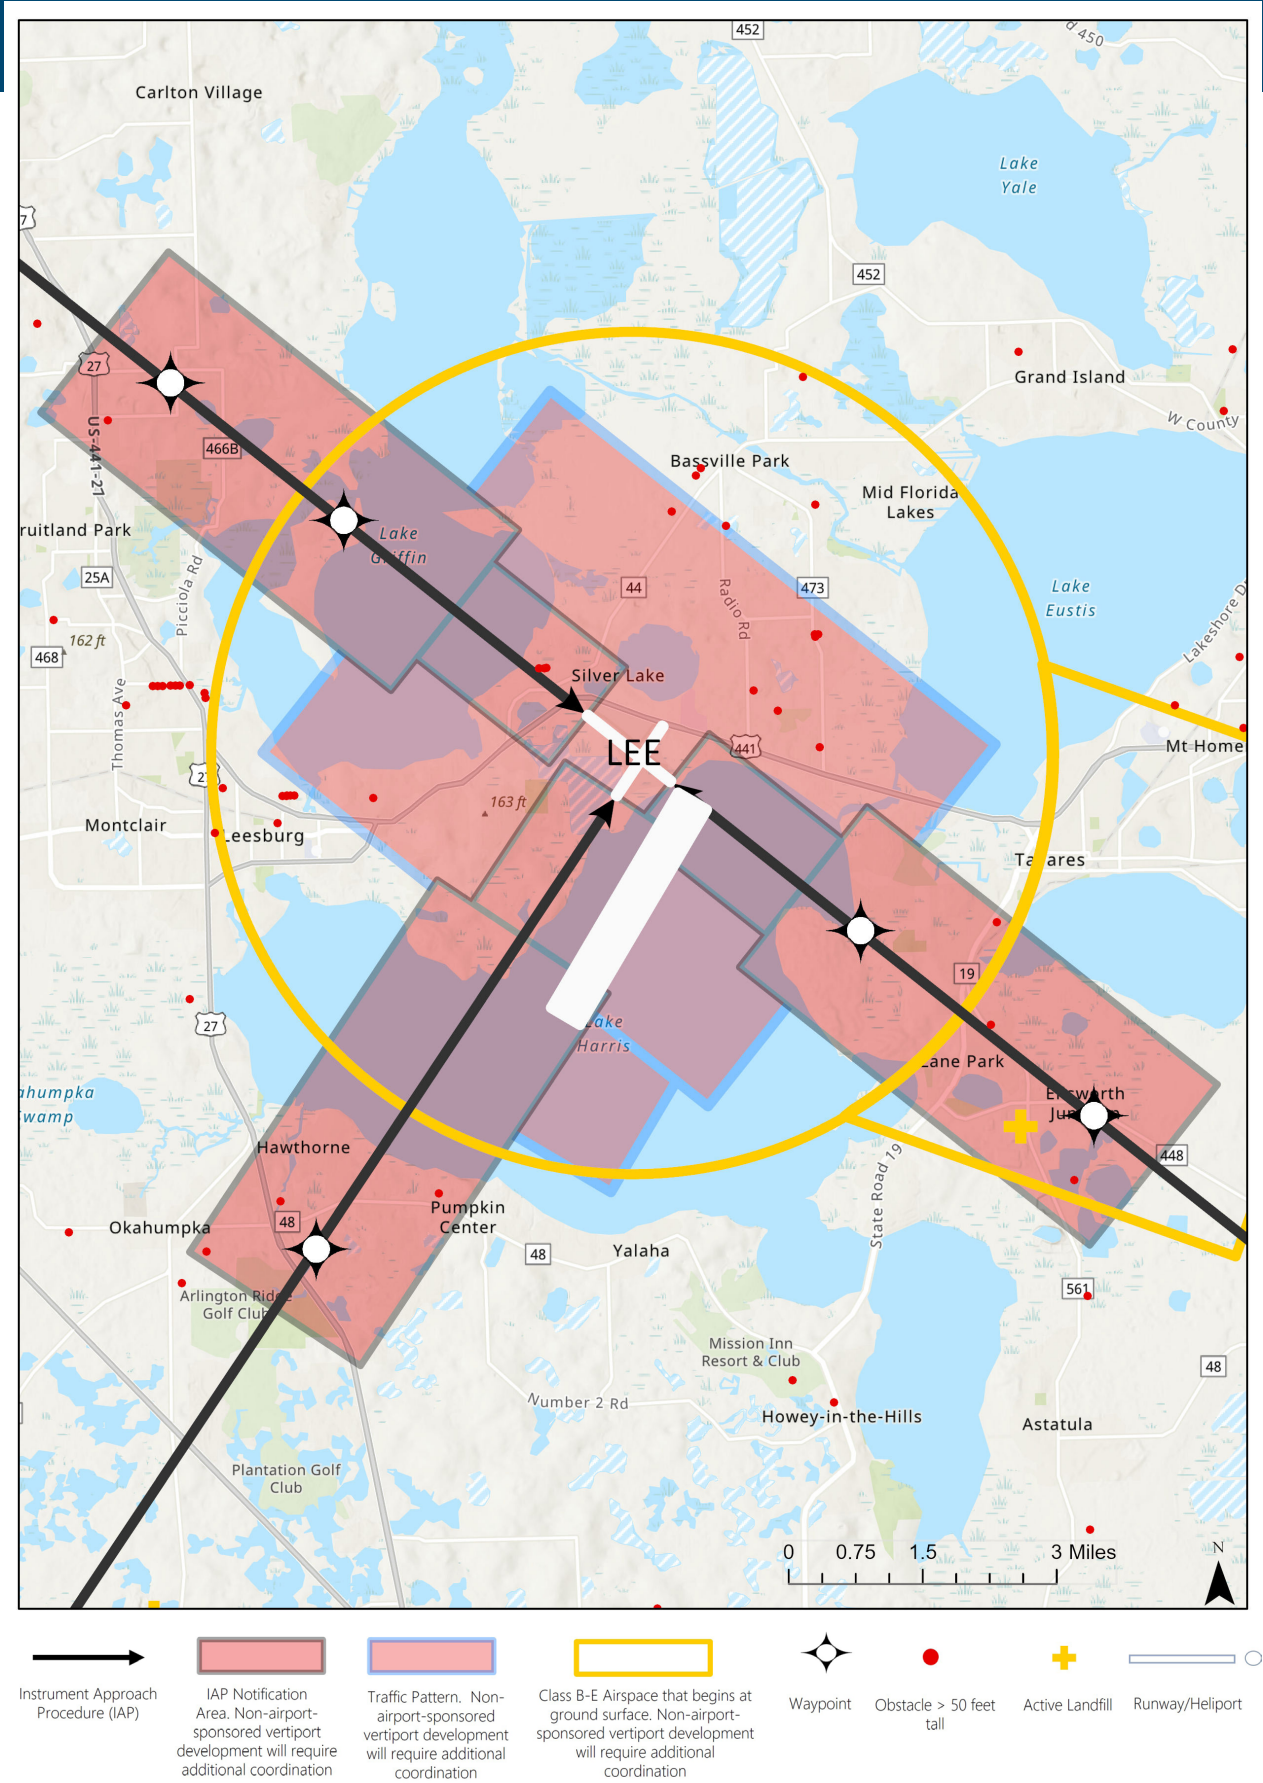 452
d 450
Carlton Village
Lake
Yale
7
452
27
Grand Island
US-441-27
W County
466B
Bassville Park
Mid Florida
Lakes
ruitland Park
Lake
Griffin
25A
Picciola Rd
44
Radio Rd
473
Lake
Eustis
Lakeshore D
162 ft
468
Silver Lake
Thomas Ave
LEE
441
Mt Home
27
163 ft
Montclair
Leesburg
Tavares
19
27
Lake
Harris
Lane Park
ahumpka
wamp
Ellsworth
Junction
Hawthorne
448
State Road 19
48
Pumpkin
Center
Okahumpka
48
Yalaha
561
Arlington Ridge
Golf Club
Mission Inn
Resort & Club
48
Number 2 Rd
Howey-in-the-Hills
Astatula
Plantation Golf
Club
0 0.75 1.5 3 Miles
N
Instrument Approach
Procedure (IAP)
IAP Notification
Area. Non-airport-
sponsored vertiport
development will require
additional coordination
Traffic Pattern. Non-
airport-sponsored
vertiport development
will require additional
coordination
Class B-E Airspace that begins at
ground surface. Non-airport-
sponsored vertiport development
will require additional
coordination
Waypoint
Obstacle > 50 feet
tall
Active Landfill
Runway/Heliport